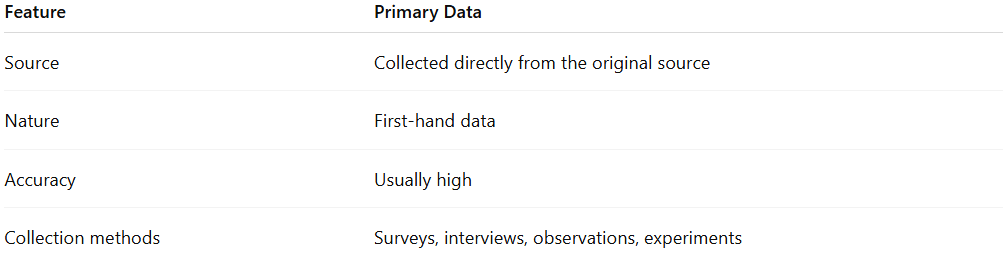 Feature Primary Data
Source Collected directly from the original source
Nature First-hand data
Accuracy Usually high
Collection methods Surveys, interviews, observations, experiments